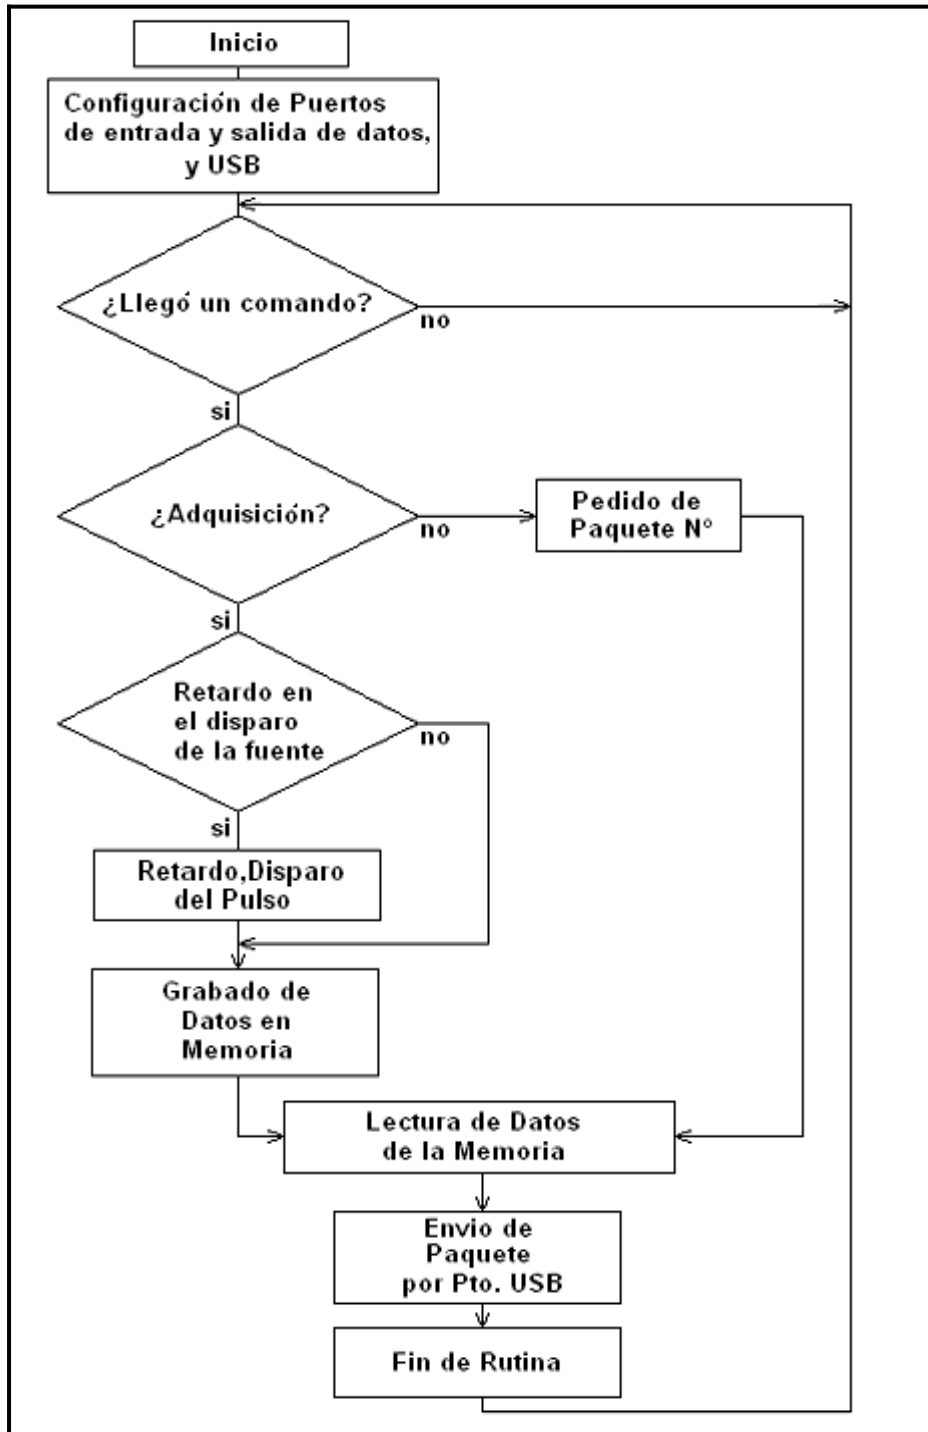 Inicio
Configuración de Puertos
de entrada y salida de datos,
y USB
¿Llegó un comando?
no
si
¿Adquisición?
no
Pedido de
Paquete N°
si
Retardo en
el disparo
de la fuente
no
si
Retardo,Disparo
del Pulso
Grabado de
Datos en
Memoria
Lectura de Datos
de la Memoria
Envio de
Paquete
por Pto. USB
Fin de Rutina